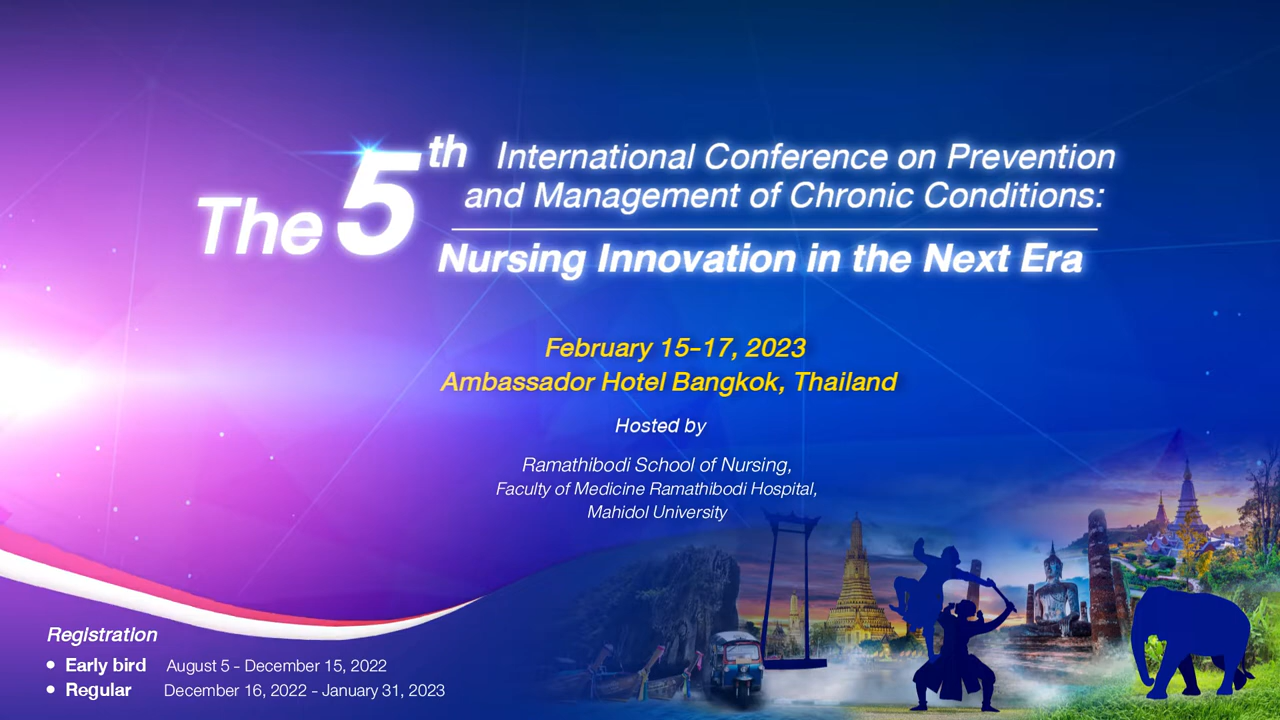 The 5th International Conference on Prevention
and Management of Chronic Conditions:
Nursing Innovation in the Next Era
February 15-17, 2023
Ambassador Hotel Bangkok, Thailand
Hosted by
Ramathibodi School of Nursing,
Faculty of Medicine Ramathibodi Hospital,
Mahidol University
Registration
• Early bird August 5 - December 15, 2022
• Regular December 16, 2022 - January 31, 2023